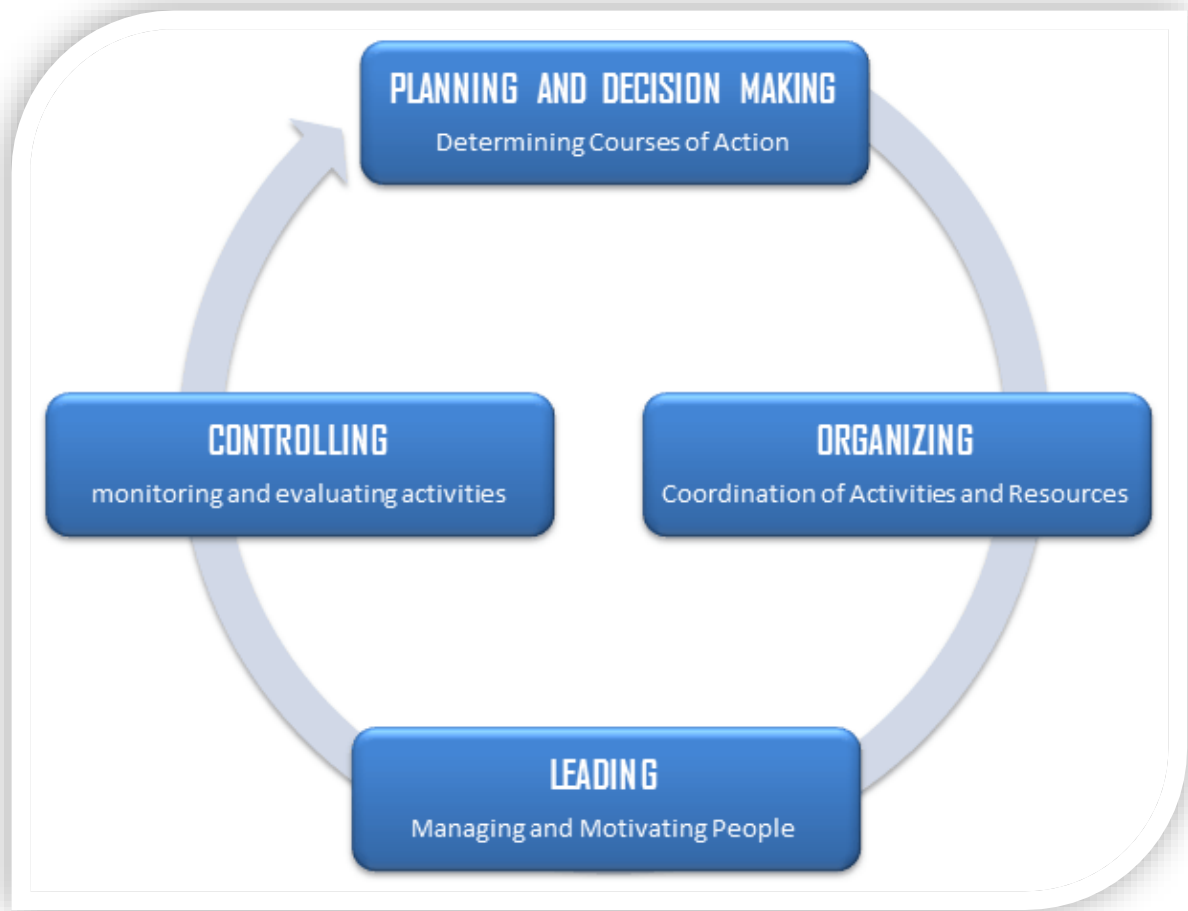 PLANNING AND DECISION MAKING
Determining Courses of Action
CONTROLLING
monitoring and evaluating activities
ORGANIZING
Coordination of Activities and Resources
LEADING
Managing and Motivating People